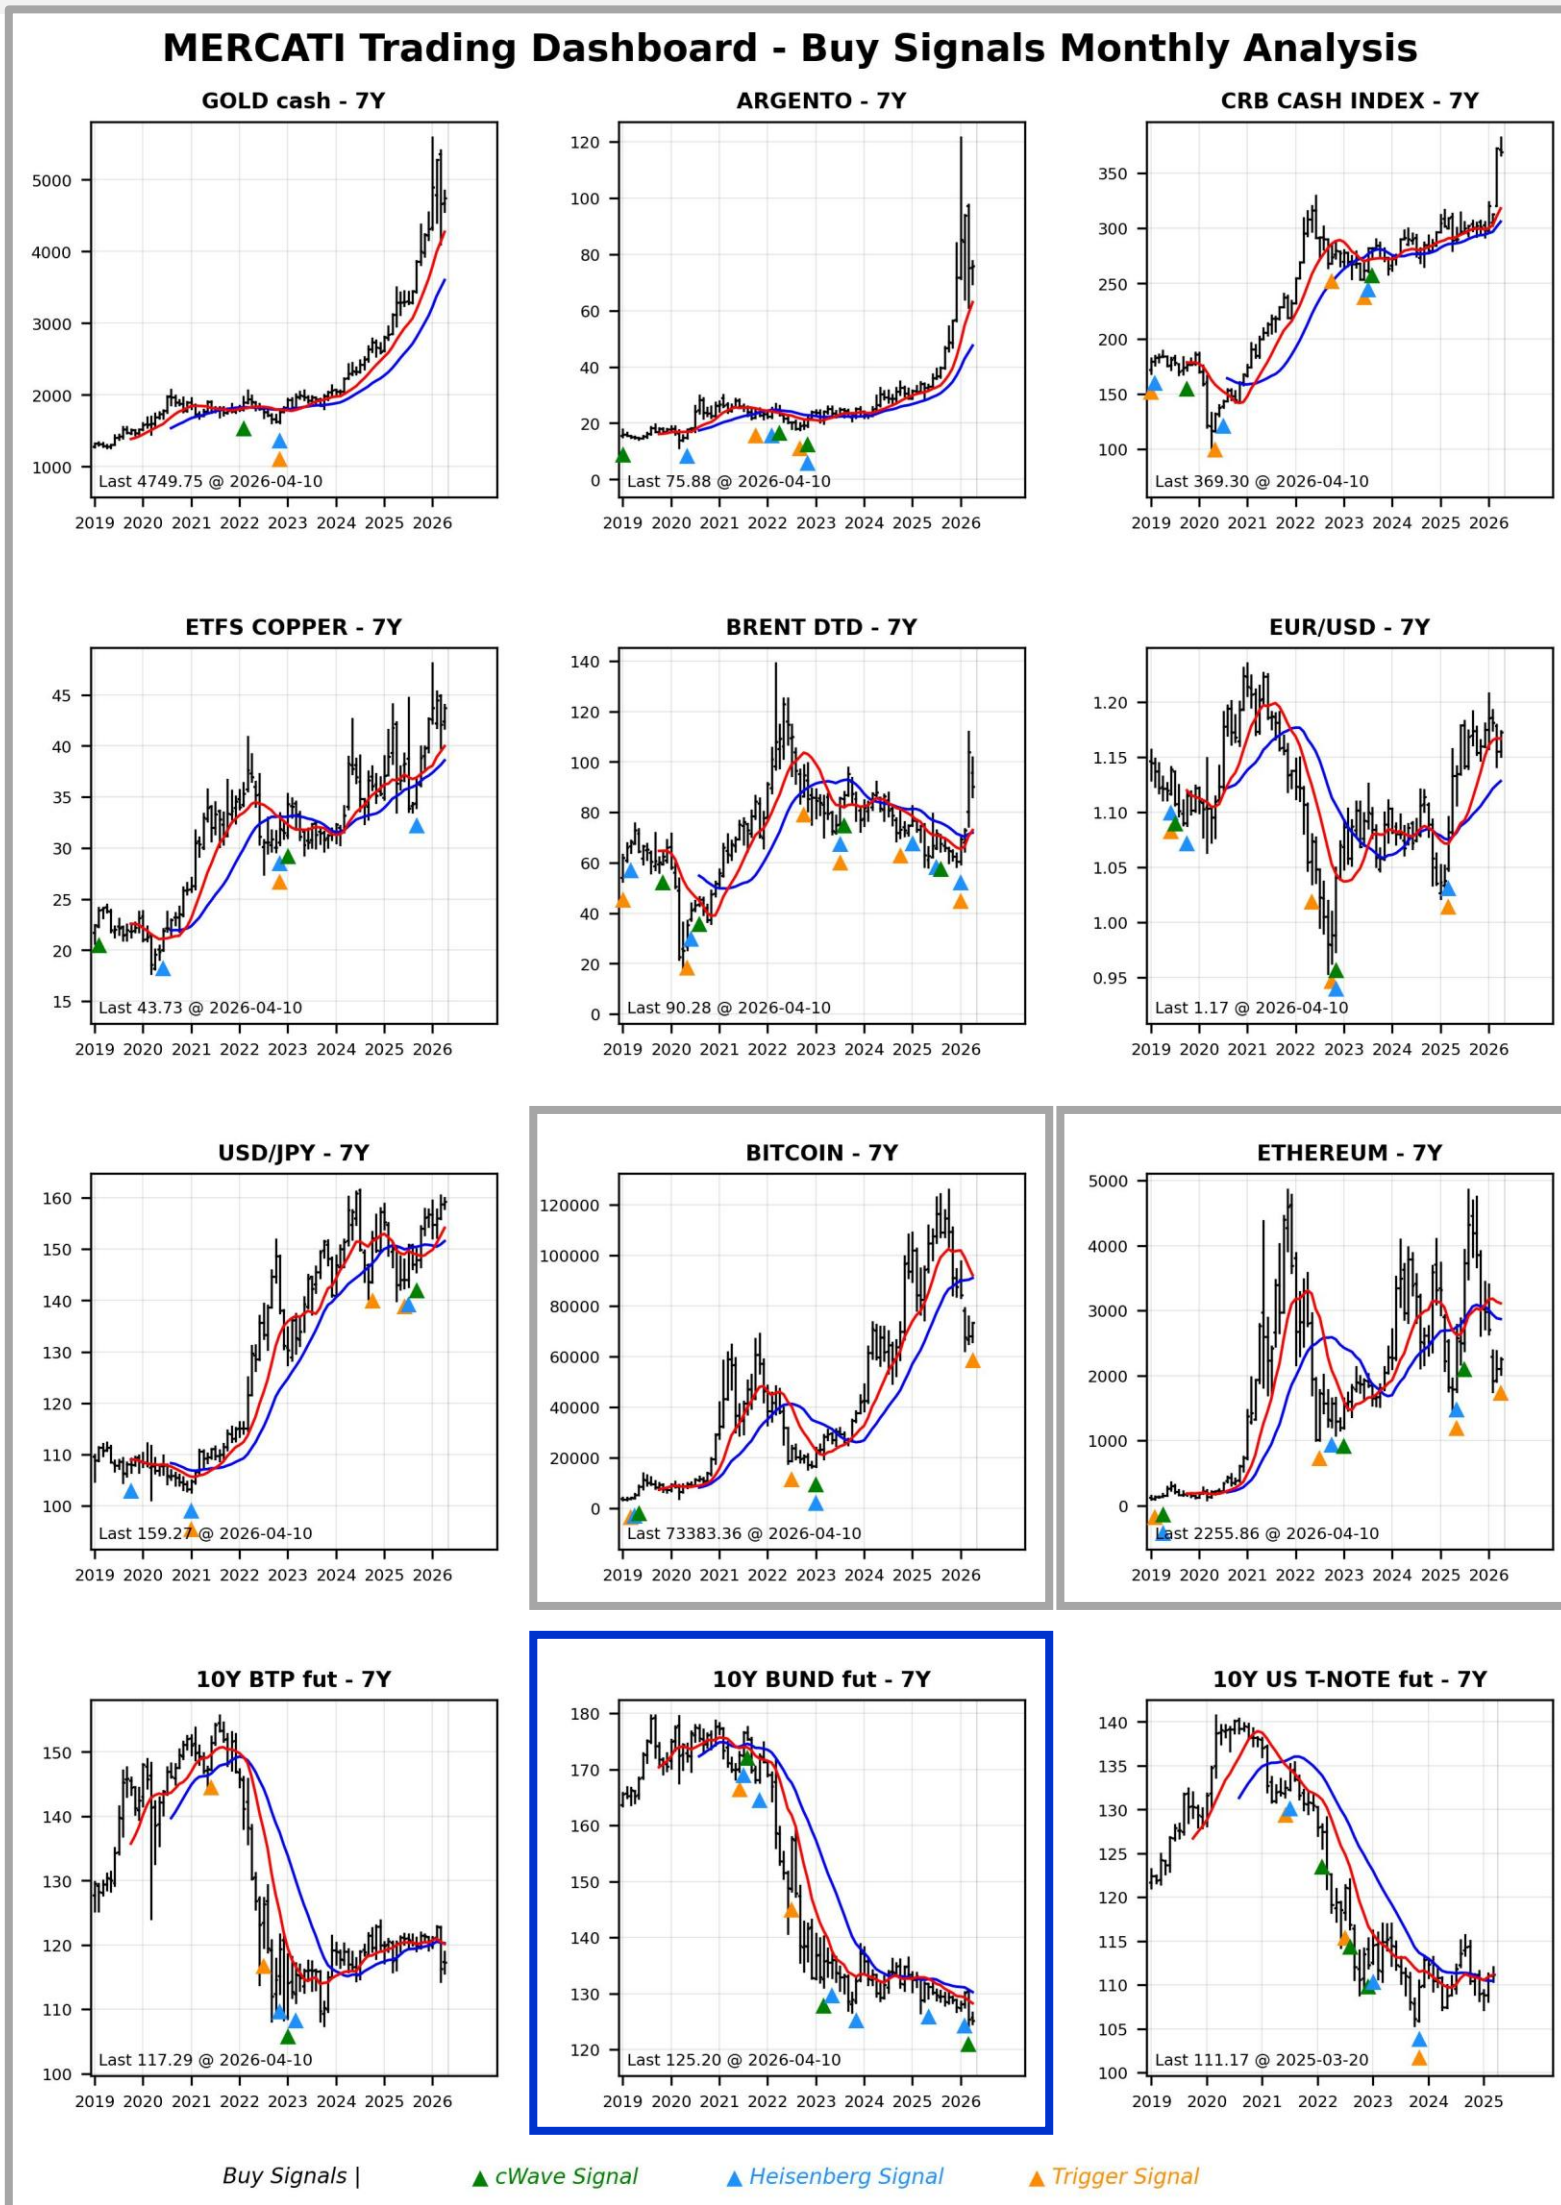 MERCATI Trading Dashboard - Buy Signals Monthly Analysis
GOLD cash - 7Y
5000
4000
3000
2000
1000
Last 4749.75 @ 2026-04-10
2019 2020 2021 2022 2023 2024 2025 2026
ARGENTO - 7Y
120
100
80
60
40
20
0
Last 75.88 @ 2026-04-10
2019 2020 2021 2022 2023 2024 2025 2026
CRB CASH INDEX - 7Y
350
300
250
200
150
100
Last 369.30 @ 2026-04-10
2019 2020 2021 2022 2023 2024 2025 2026
ETFS COPPER - 7Y
45
40
35
30
25
20
15
Last 43.73 @ 2026-04-10
2019 2020 2021 2022 2023 2024 2025 2026
BRENT DTD - 7Y
140
120
100
80
60
40
20
0
Last 90.28 @ 2026-04-10
2019 2020 2021 2022 2023 2024 2025 2026
EUR/USD - 7Y
1.20
1.15
1.10
1.05
1.00
0.95
Last 1.17 @ 2026-04-10
2019 2020 2021 2022 2023 2024 2025 2026
USD/JPY - 7Y
160
150
140
130
120
110
100
Last 159.27 @ 2026-04-10
2019 2020 2021 2022 2023 2024 2025 2026
BITCOIN - 7Y
120000
100000
80000
60000
40000
20000
0
Last 73383.36 @ 2026-04-10
2019 2020 2021 2022 2023 2024 2025 2026
ETHEREUM - 7Y
5000
4000
3000
2000
1000
0
Last 2255.86 @ 2026-04-10
2019 2020 2021 2022 2023 2024 2025 2026
10Y BTP fut - 7Y
150
140
130
120
110
100
Last 117.29 @ 2026-04-10
2019 2020 2021 2022 2023 2024 2025 2026
10Y BUND fut - 7Y
180
170
160
150
140
130
120
Last 125.20 @ 2026-04-10
2019 2020 2021 2022 2023 2024 2025 2026
10Y US T-NOTE fut - 7Y
140
135
130
125
120
115
110
105
100
Last 111.17 @ 2025-03-20
2019 2020 2021 2022 2023 2024 2025
Buy Signals | cWave Signal Heisenberg Signal Trigger Signal